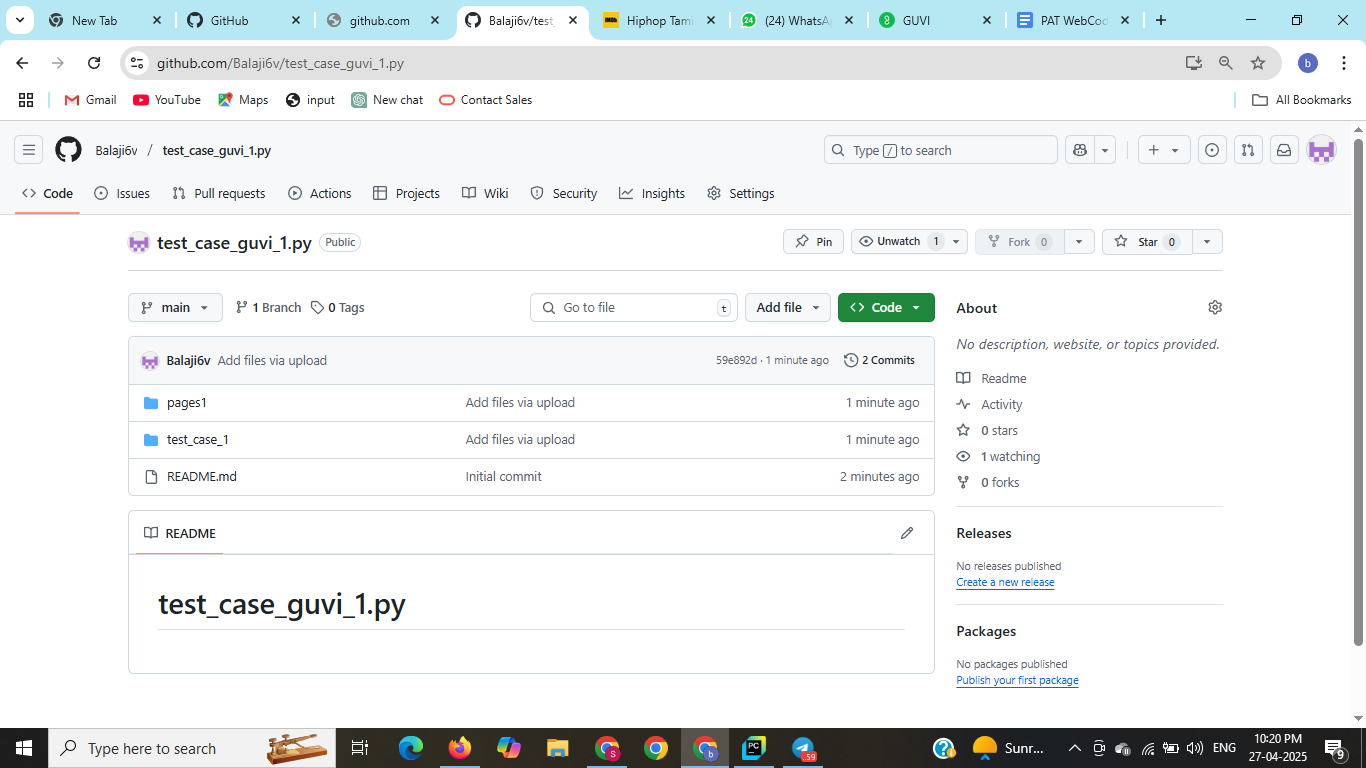 New Tab
GitHub
github.com
Balaji6v/test_
Hiphop Tami
(24) WhatsA
GUVI
PAT WebCod
github.com/Balaji6v/test_case_guvi_1.py
b
Gmail
YouTube
Maps
input
New chat
Contact Sales
All Bookmarks
Balaji6v / test_case_guvi_1.py
Type / to search
Code
Issues
Pull requests
Actions
Projects
Wiki
Security
Insights
Settings
test_case_guvi_1.py Public
Pin
Unwatch 1
Fork 0
Star 0
main
1 Branch
0 Tags
Go to file t
Add file
Code
Balaji6v Add files via upload
59e892d · 1 minute ago
2 Commits
pages1 Add files via upload 1 minute ago
test_case_1 Add files via upload 1 minute ago
README.md Initial commit 2 minutes ago
README
test_case_guvi_1.py
About
No description, website, or topics provided.
Readme
Activity
0 stars
1 watching
0 forks
Releases
No releases published
Create a new release
Packages
No packages published
Publish your first package
Type here to search
S
b
PC
59
Sunr...
ENG
10:20 PM
27-04-2025
9